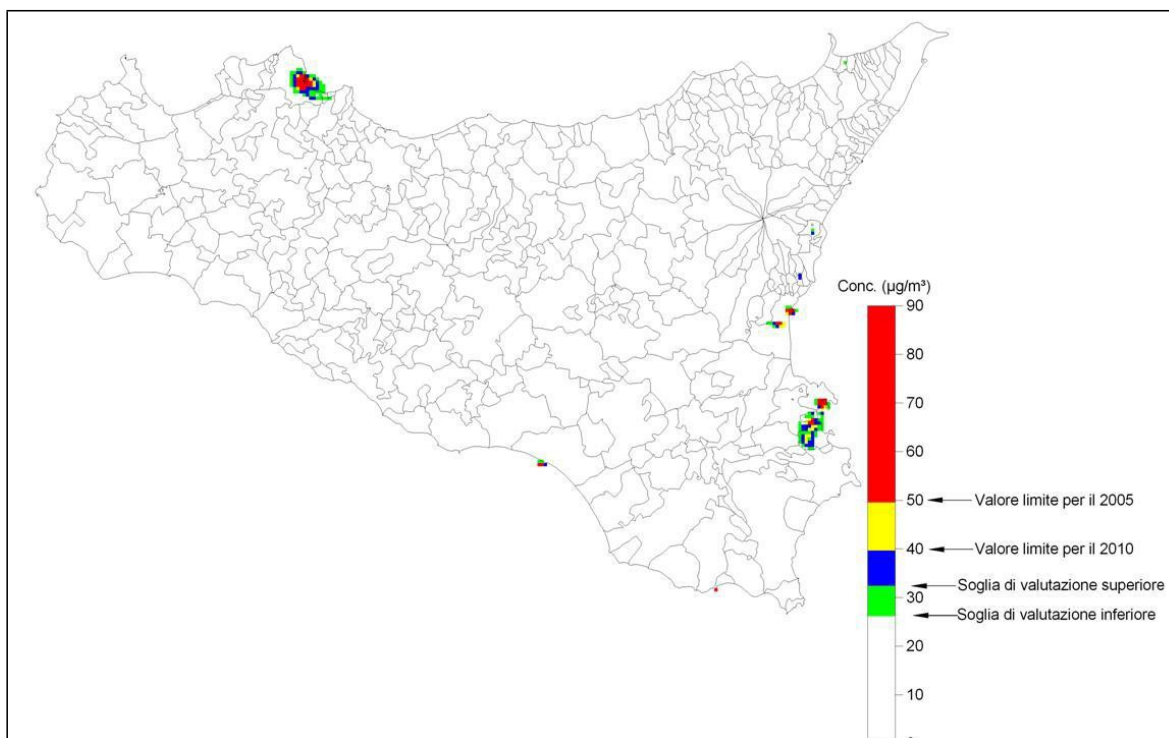 Conc. (µg/m³)
90
80
70
60
50
Valore limite per il 2005
40
Valore limite per il 2010
Soglia di valutazione superiore
30
Soglia di valutazione inferiore
20
10